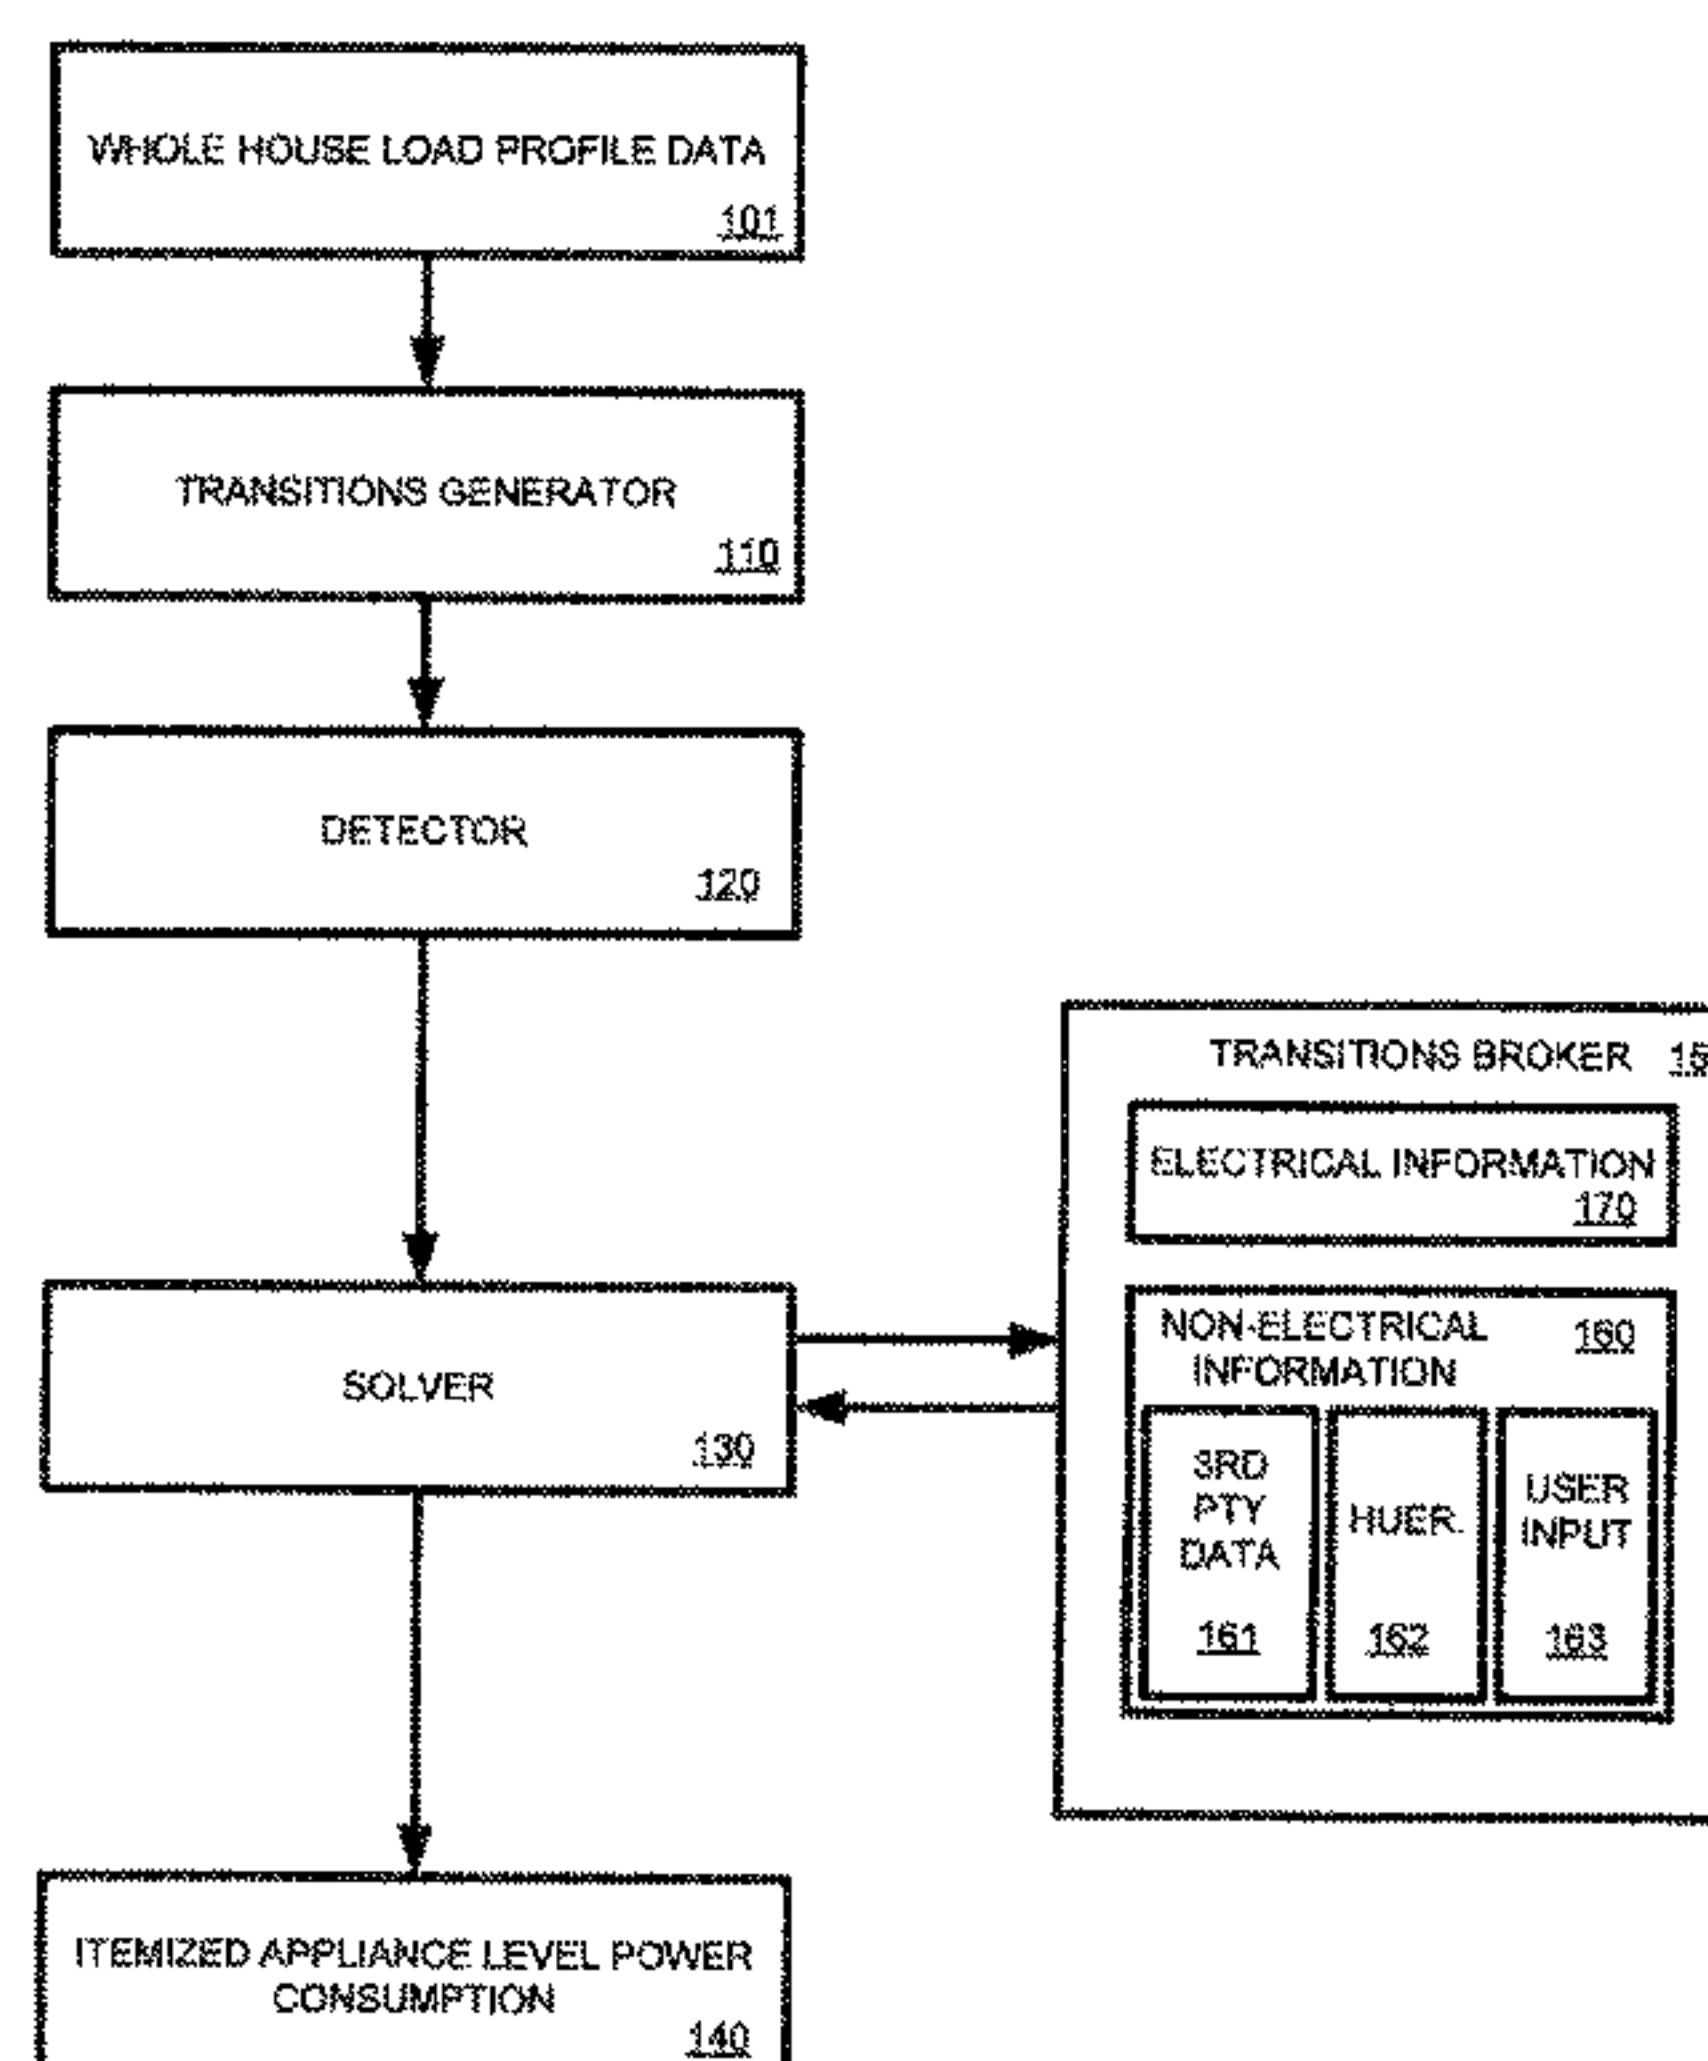 WHOLE HOUSE LOAD PROFILE DATA
101
TRANSITIONS GENERATOR
110
DETECTOR
120
TRANSITIONS BROKER
ELECTRICAL INFORMATION
170
NON-ELECTRICAL 160
INFORMATION
SOLVER
130
3RD
PTY
DATA
161
HUER.
162
USER
INPUT
163
ITEMIZED APPLIANCE LEVEL POWER
CONSUMPTION
140